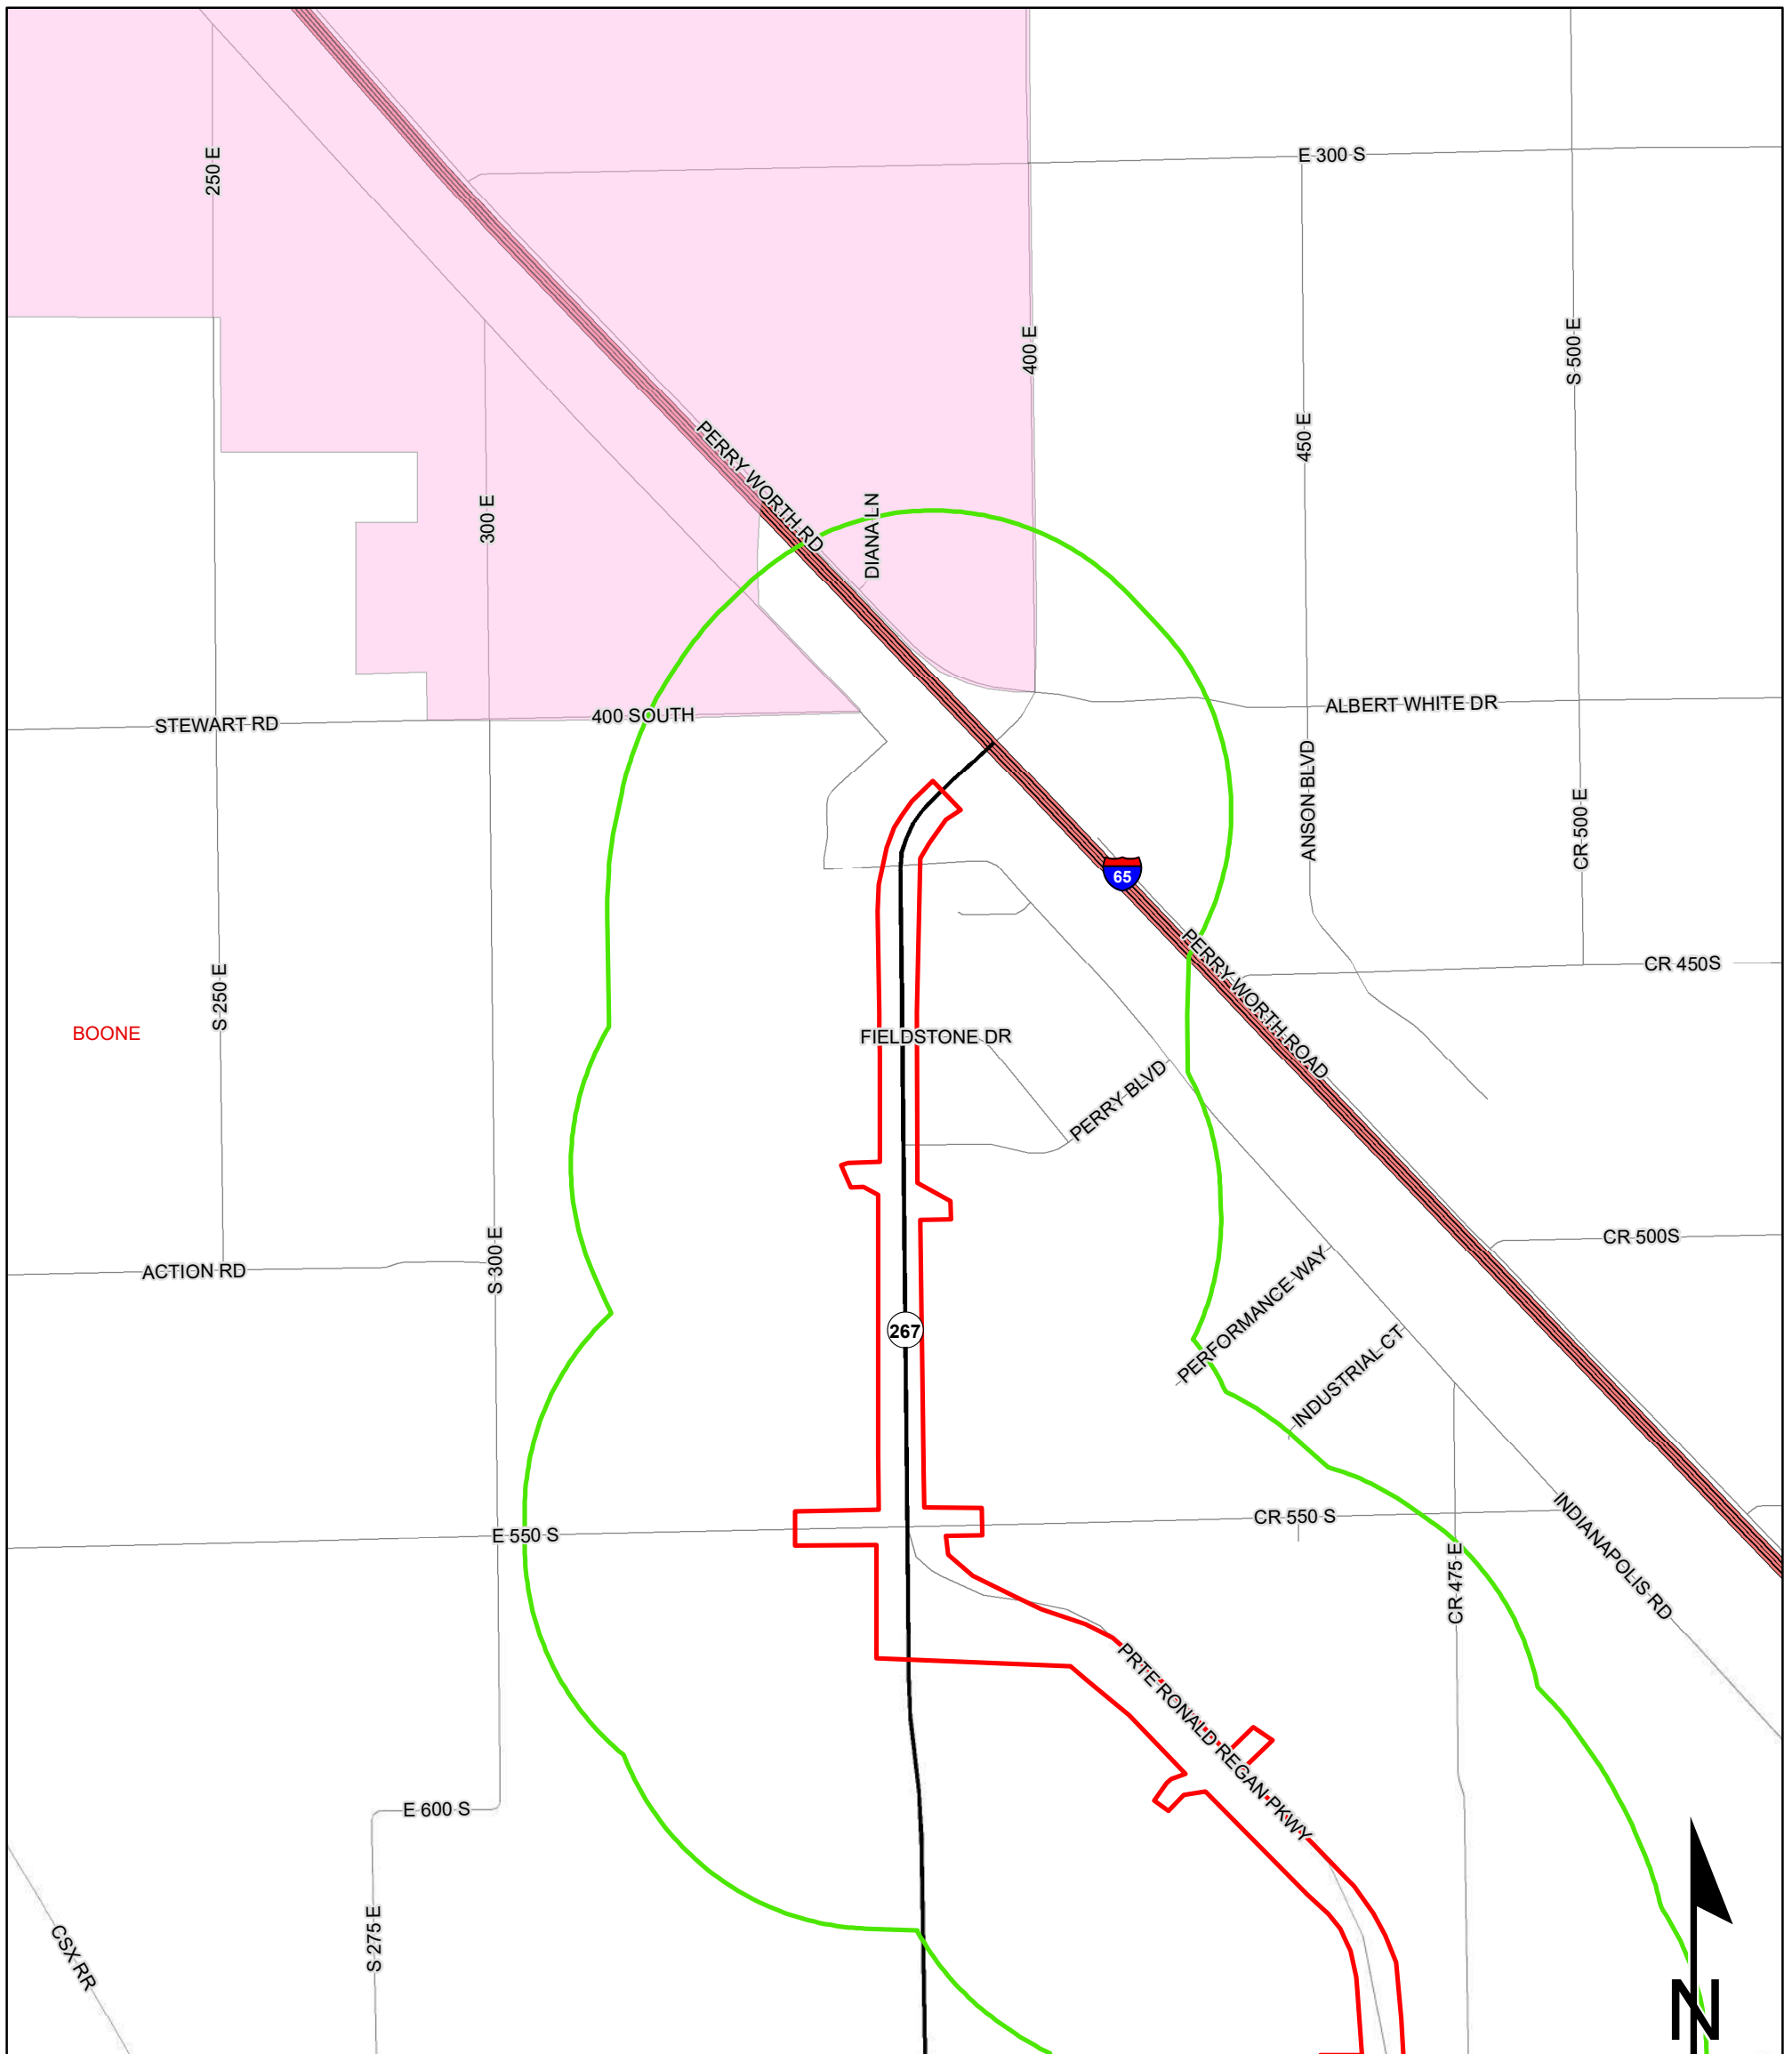 250 E
E 300 S
400 E
S 500 E
450 E
PERRY WORTH RD
DIANA LN
300 E
STEWART RD
400 SOUTH
ALBERT WHITE DR
ANSON BLVD
CR 500 E
65
PERRY WORTH ROAD
CR 450S
S 250 E
BOONE
FIELDSTONE DR
PERRY BLVD
S 300 E
ACTION RD
CR 500S
PERFORMANCE WAY
267
INDUSTRIAL CT
E 550 S
CR 550 S
INDIANAPOLIS RD
CR 475 E
PRTE RONALD REGAN PKWY
E 600 S
S 275 E
CSX RR
N